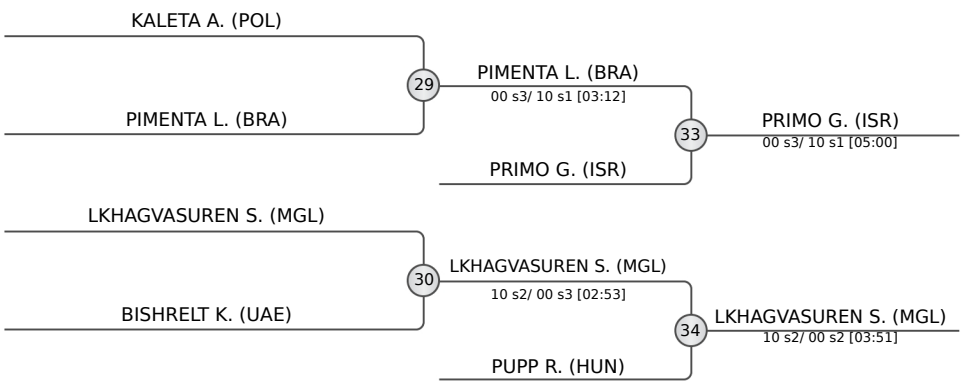 KALETA A. (POL)
29
PIMENTA L. (BRA)
00 s3/ 10 s1 [03:12]
PIMENTA L. (BRA)
33
PRIMO G. (ISR)
00 s3/ 10 s1 [05:00]
PRIMO G. (ISR)
LKHAGVASUREN S. (MGL)
30
LKHAGVASUREN S. (MGL)
10 s2/ 00 s3 [02:53]
BISHRELT K. (UAE)
34
LKHAGVASUREN S. (MGL)
10 s2/ 00 s2 [03:51]
PUPP R. (HUN)